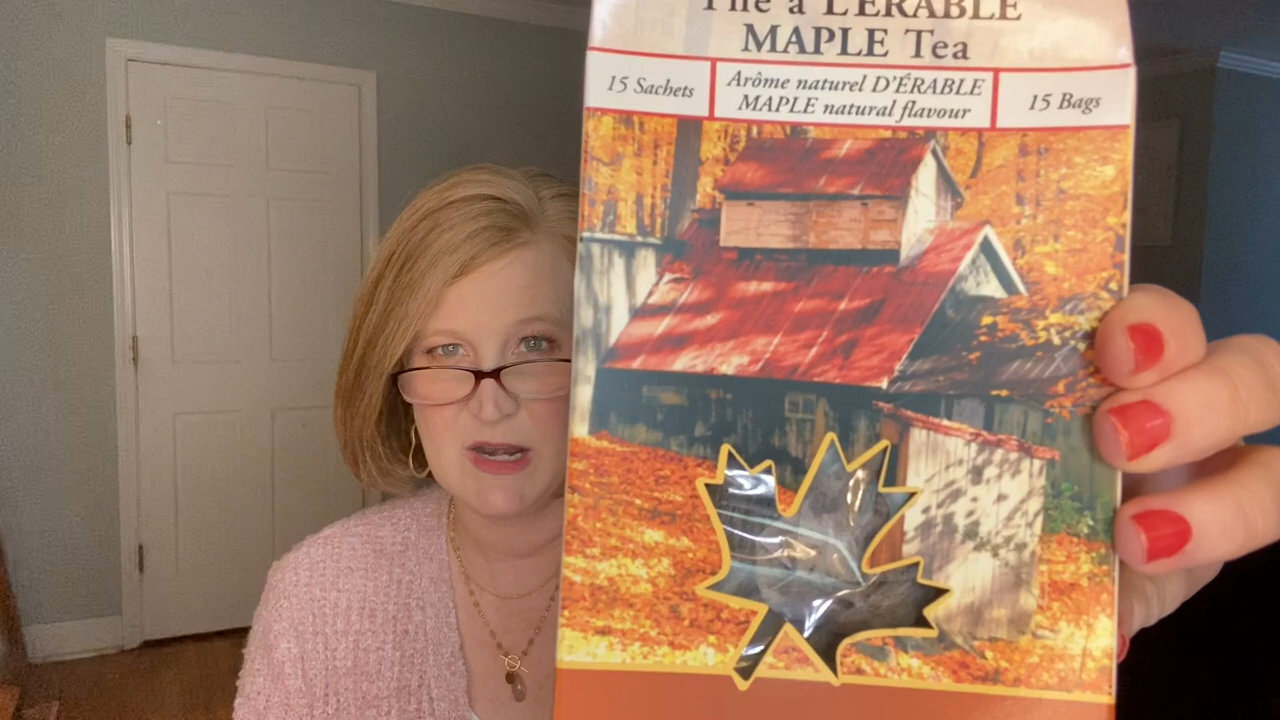 Thé à L'ÉRABLE
MAPLE Tea
15 Sachets
Arôme naturel D'ÉRABLE
MAPLE natural flavour
15 Bags